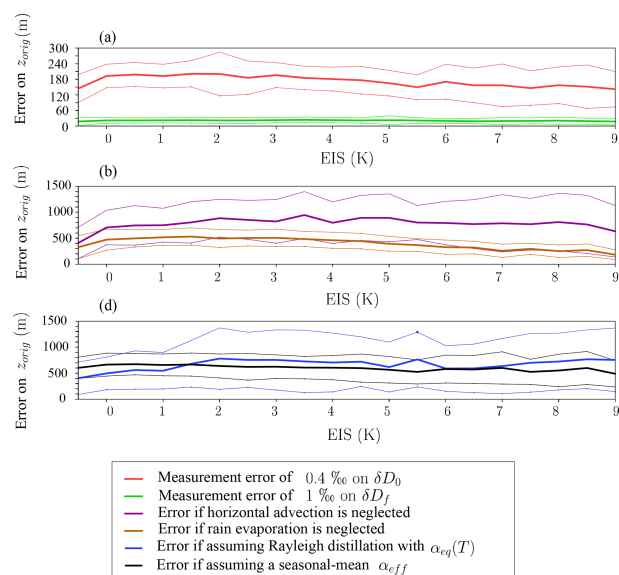 (a)
Error on z_orig (m)
300
240
180
120
60
0
0 1 2 3 4 5 6 7 8 9
EIS (K)
(b)
Error on z_orig (m)
1500
1000
500
0
0 1 2 3 4 5 6 7 8 9
EIS (K)
(d)
Error on z_orig (m)
1500
1000
500
0
0 1 2 3 4 5 6 7 8 9
EIS (K)
Measurement error of 0.4 ‰ on δD_0
Measurement error of 1 ‰ on δD_f
Error if horizontal advection is neglected
Error if rain evaporation is neglected
Error if assuming Rayleigh distillation with α_eq(T)
Error if assuming a seasonal-mean α_eff